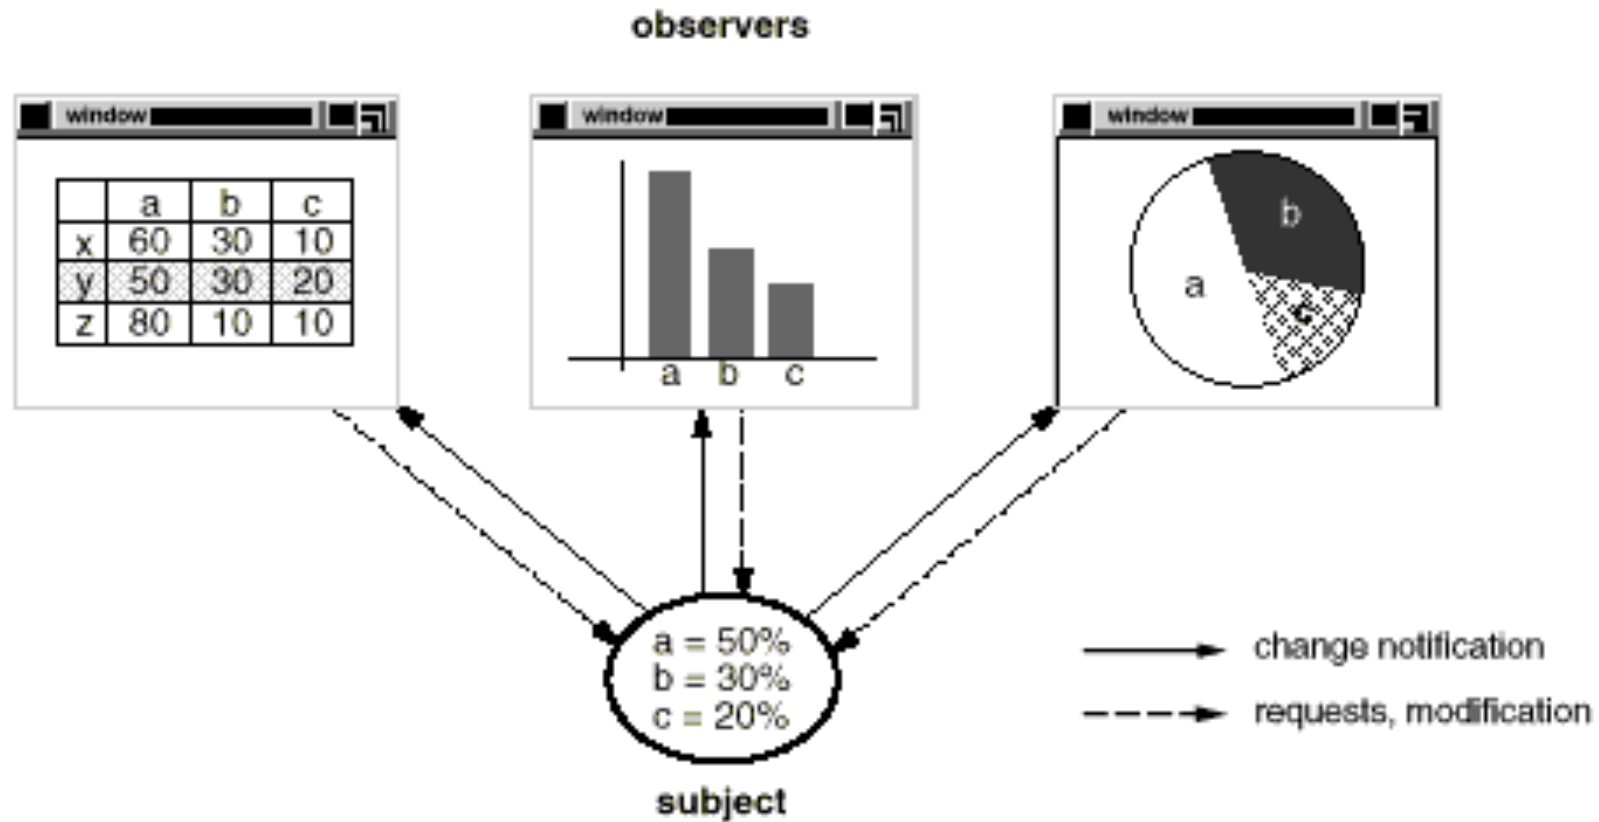 observers
window
window
window
a b c
x 60 30 10
y 50 30 20
z 80 10 10
a b c
b
a
c
a = 50%
b = 30%
c = 20%
change notification
requests, modification
subject